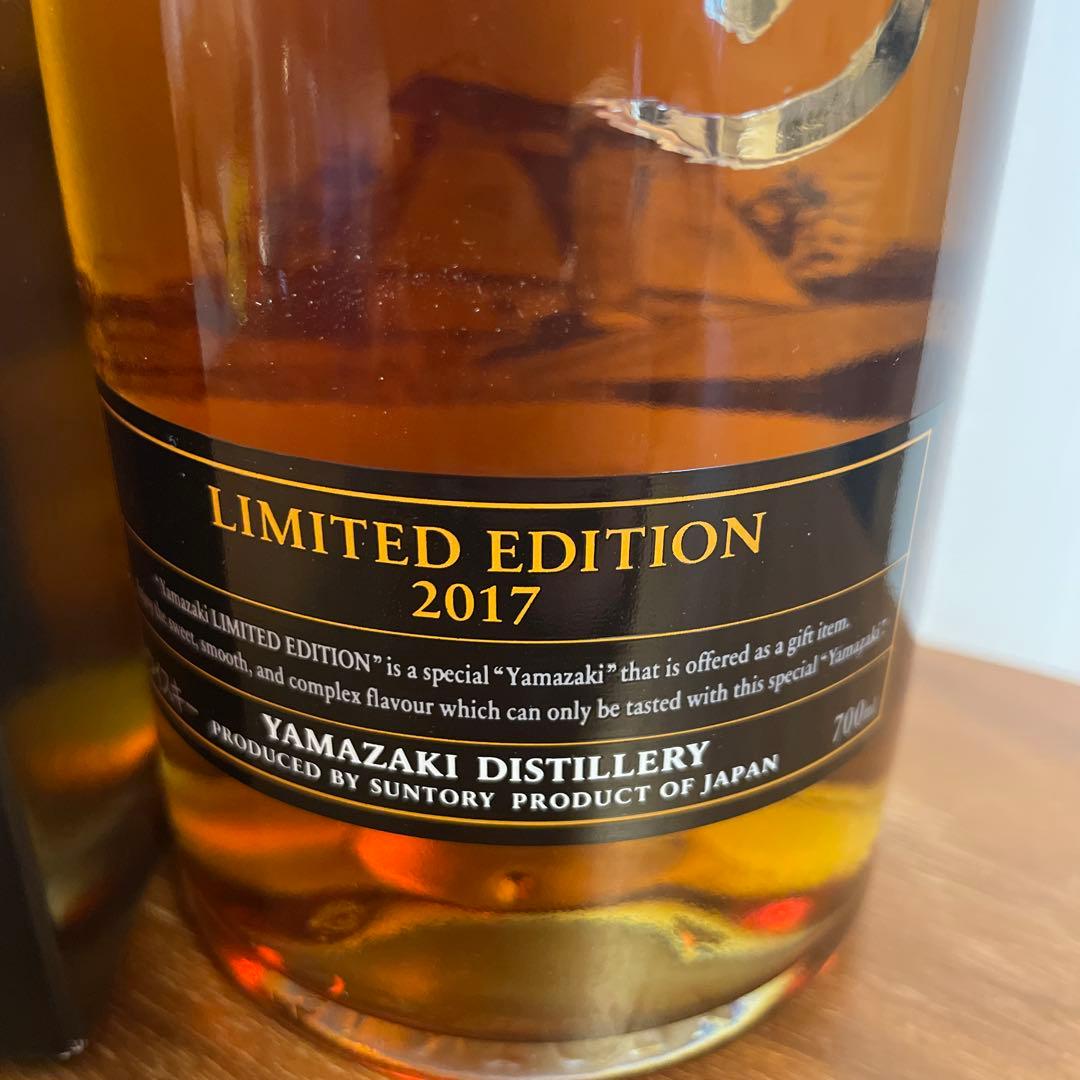 LIMITED EDITION
2017
"Yamazaki LIMITED EDITION" is a special "Yamazaki" that is offered as a gift item.
the sweet, smooth, and complex flavour which can only be tasted with this special "Yamazaki".
YAMAZAKI DISTILLERY
700ml
PRODUCED BY SUNTORY PRODUCT OF JAPAN